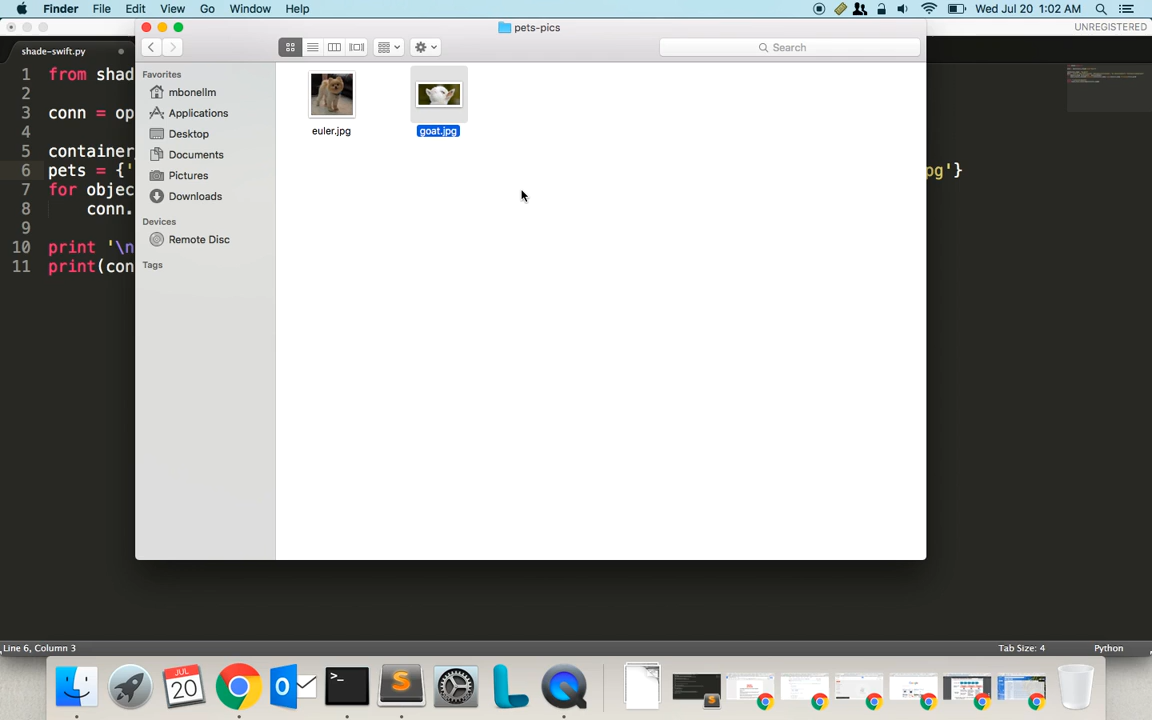 Finder File Edit View Go Window Help Wed Jul 20 1:02 AM
pets-pics
UNREGISTERED
shade-swift.py
Search
1 from shad
2
3 conn = op
4
5 container
6 pets = {' pg'}
7 for objec
8 conn.
9
10 print '\n
11 print(con
Favorites
mbonellm
Applications
Desktop
Documents
Pictures
Downloads
Devices
Remote Disc
Tags
euler.jpg
goat.jpg
Line 6, Column 3 Tab Size: 4 Python
JUL
20